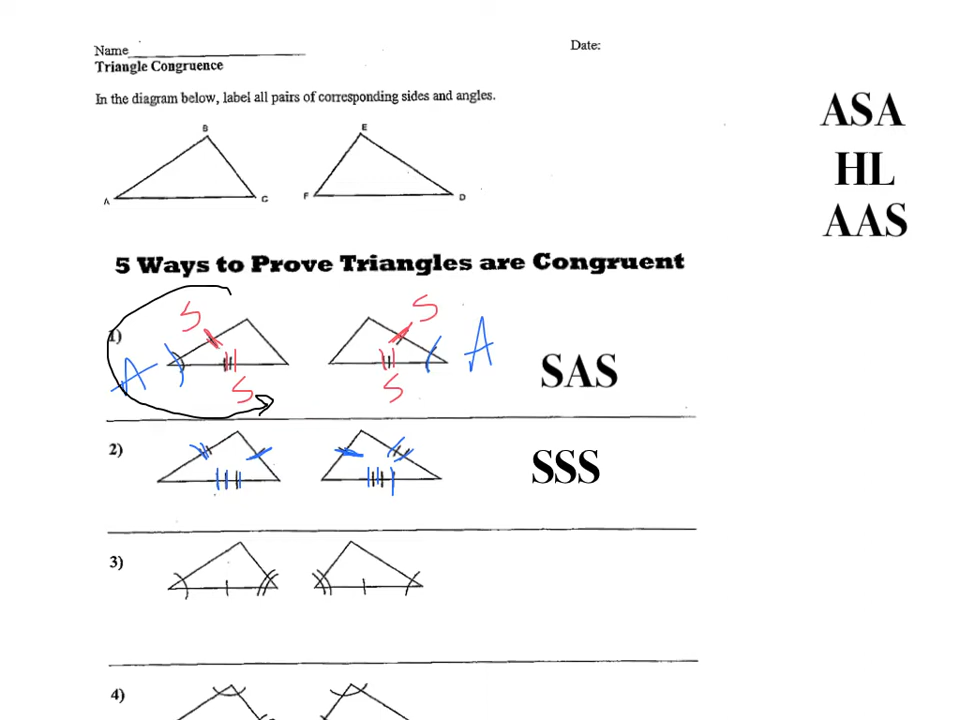 Name Date:
Triangle Congruence
In the diagram below, label all pairs of corresponding sides and angles.
ASA
HL
AAS
B E
A C F D
5 Ways to Prove Triangles are Congruent
1) S S
A A SAS
S S
2) SSS
3)
4)